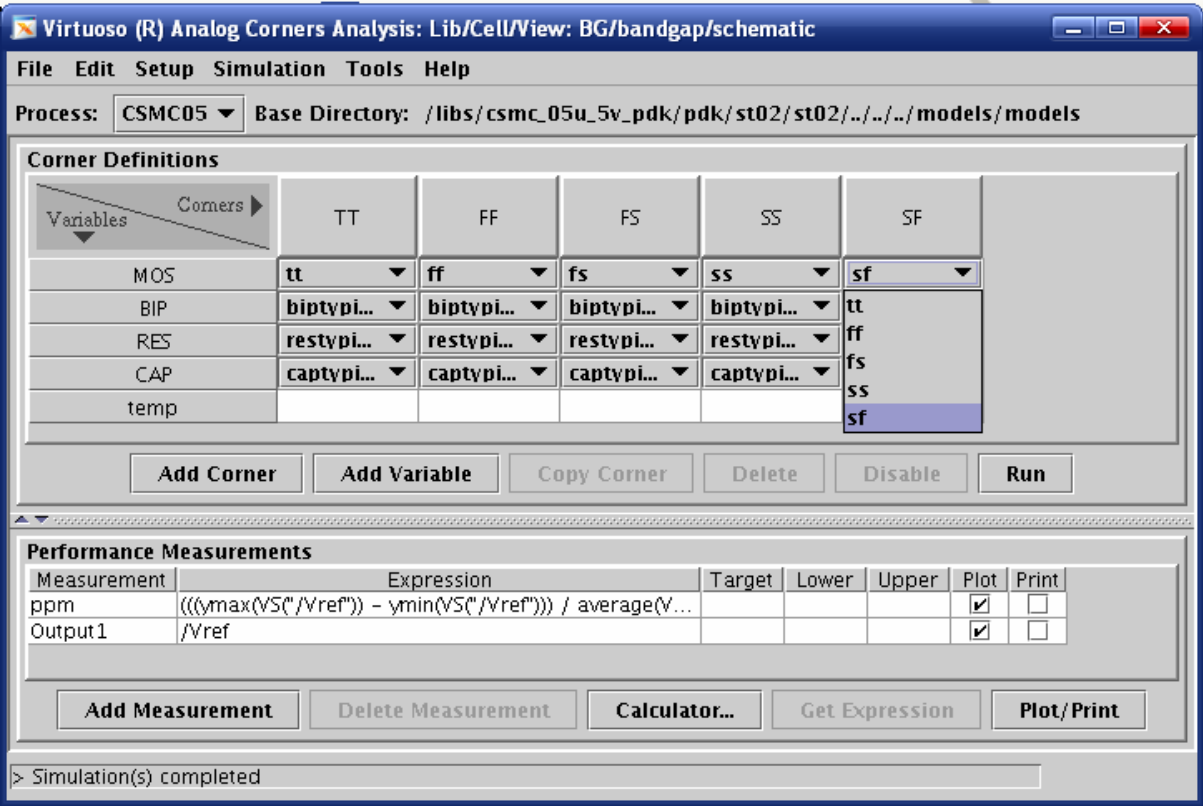 Virtuoso (R) Analog Corners Analysis: Lib/Cell/View: BG/bandgap/schematic
File Edit Setup Simulation Tools Help
Process: CSMC05 Base Directory: /libs/csmc_05u_5v_pdk/pdk/st02/st02/../../../models/models
Corner Definitions
Variables Corners TT FF FS SS SF
MOS tt ff fs ss sf
BIP biptypi... biptypi... biptypi... biptypi... tt
RES restypi... restypi... restypi... restypi... ff
fs
CAP captypi... captypi... captypi... captypi...
ss
temp
sf
Add Corner Add Variable Copy Corner Delete Disable Run
Performance Measurements
Measurement Expression Target Lower Upper Plot Print
ppm (((ymax(VS("/Vref")) - ymin(VS("/Vref"))) / average(V...
Output1 /Vref
Add Measurement Delete Measurement Calculator... Get Expression Plot/Print
> Simulation(s) completed